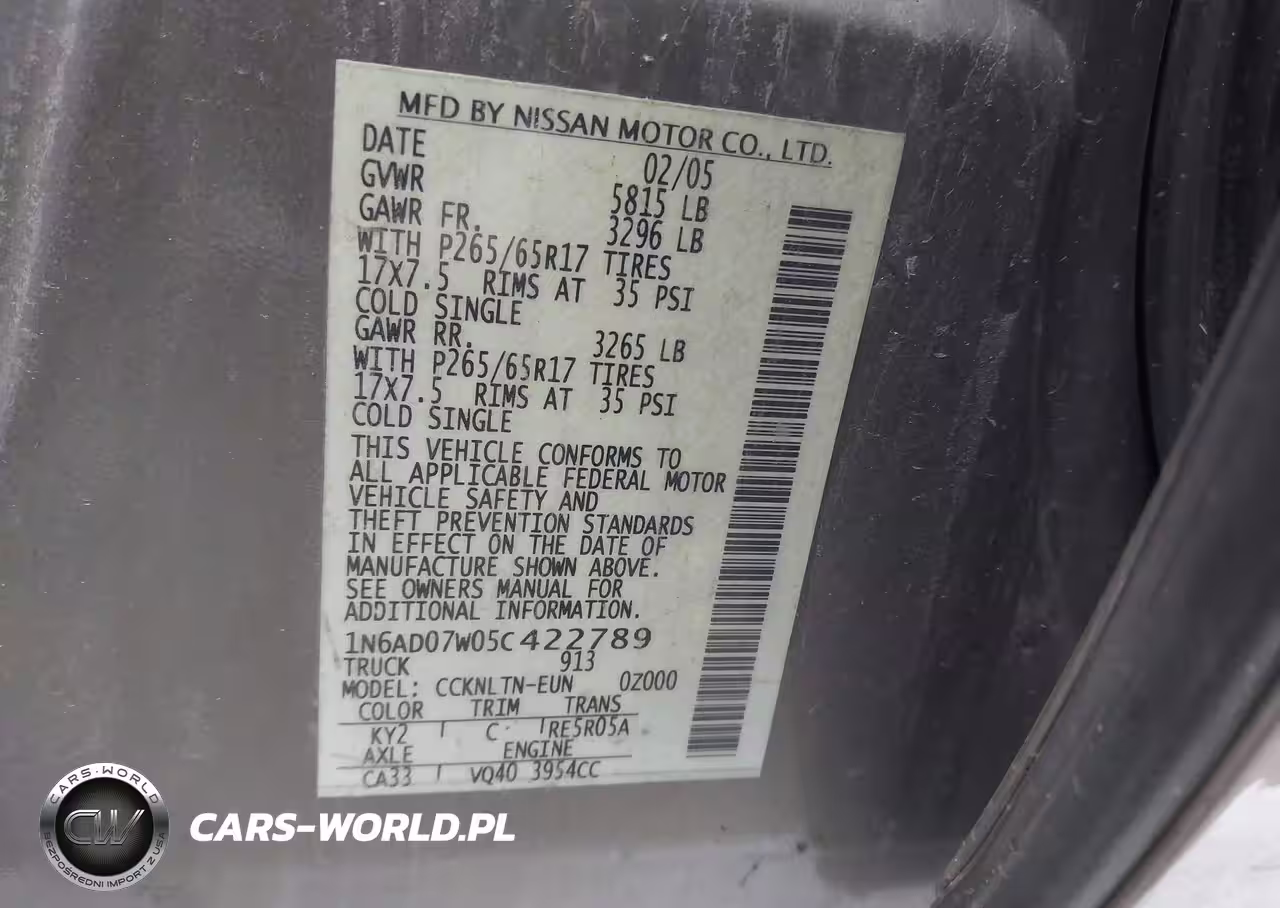 MFD BY NISSAN MOTOR CO., LTD.
DATE 02/05
GVWR 5815 LB
GAWR FR. 3296 LB
WITH P265/65R17 TIRES
17X7.5 RIMS AT 35 PSI
COLD SINGLE
GAWR RR. 3265 LB
WITH P265/65R17 TIRES
17X7.5 RIMS AT 35 PSI
COLD SINGLE
THIS VEHICLE CONFORMS TO
ALL APPLICABLE FEDERAL MOTOR
VEHICLE SAFETY AND
THEFT PREVENTION STANDARDS
IN EFFECT ON THE DATE OF
MANUFACTURE SHOWN ABOVE.
SEE OWNERS MANUAL FOR
ADDITIONAL INFORMATION.
1N6AD07W05C422789
TRUCK 913
MODEL: CCKNLTN-EUN 0Z000
COLOR TRIM TRANS
KY2 C RE5R05A
AXLE ENGINE
CA33 VQ40 3954CC
CARS-WORLD
CW
BEZPOŚREDNI IMPORT Z USA
CARS-WORLD.PL